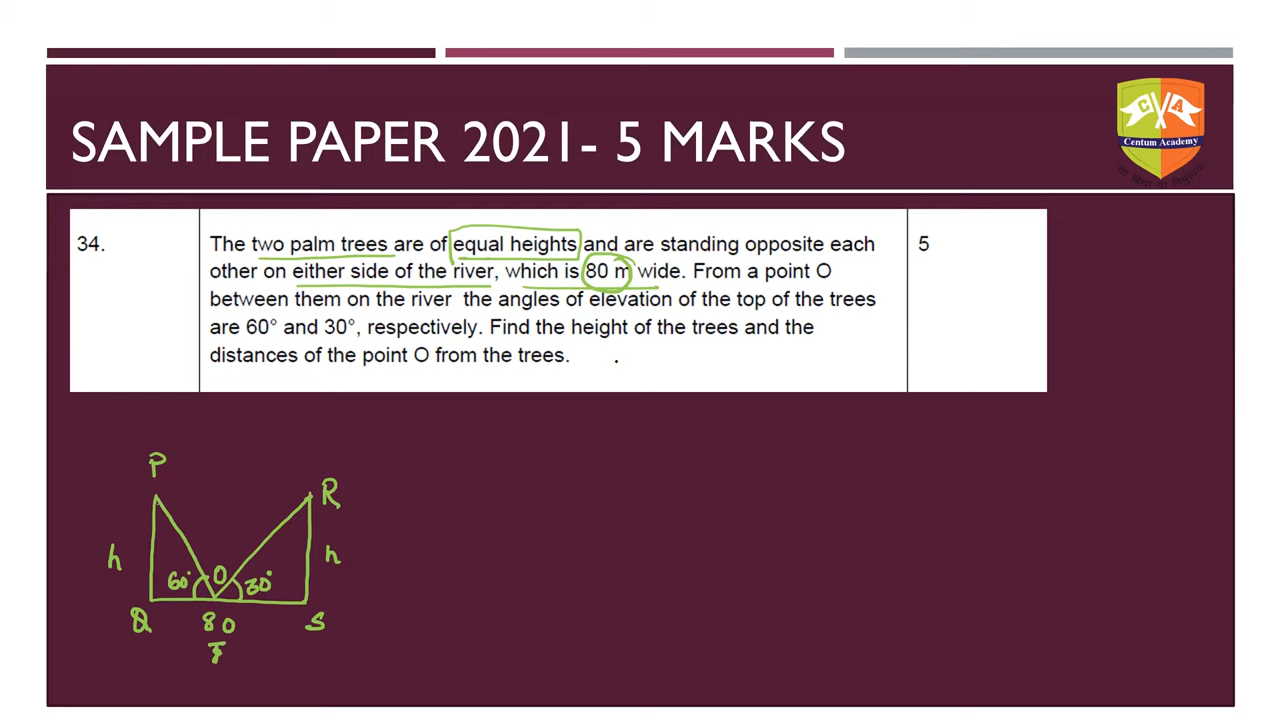 SAMPLE PAPER 2021- 5 MARKS
C A
Centum Academy
34.
The two palm trees are of equal heights and are standing opposite each
other on either side of the river, which is 80 m wide. From a point O
between them on the river the angles of elevation of the top of the trees
are 60° and 30°, respectively. Find the height of the trees and the
distances of the point O from the trees.
5
P
R
h
h
60°
O
30°
Q
80
S